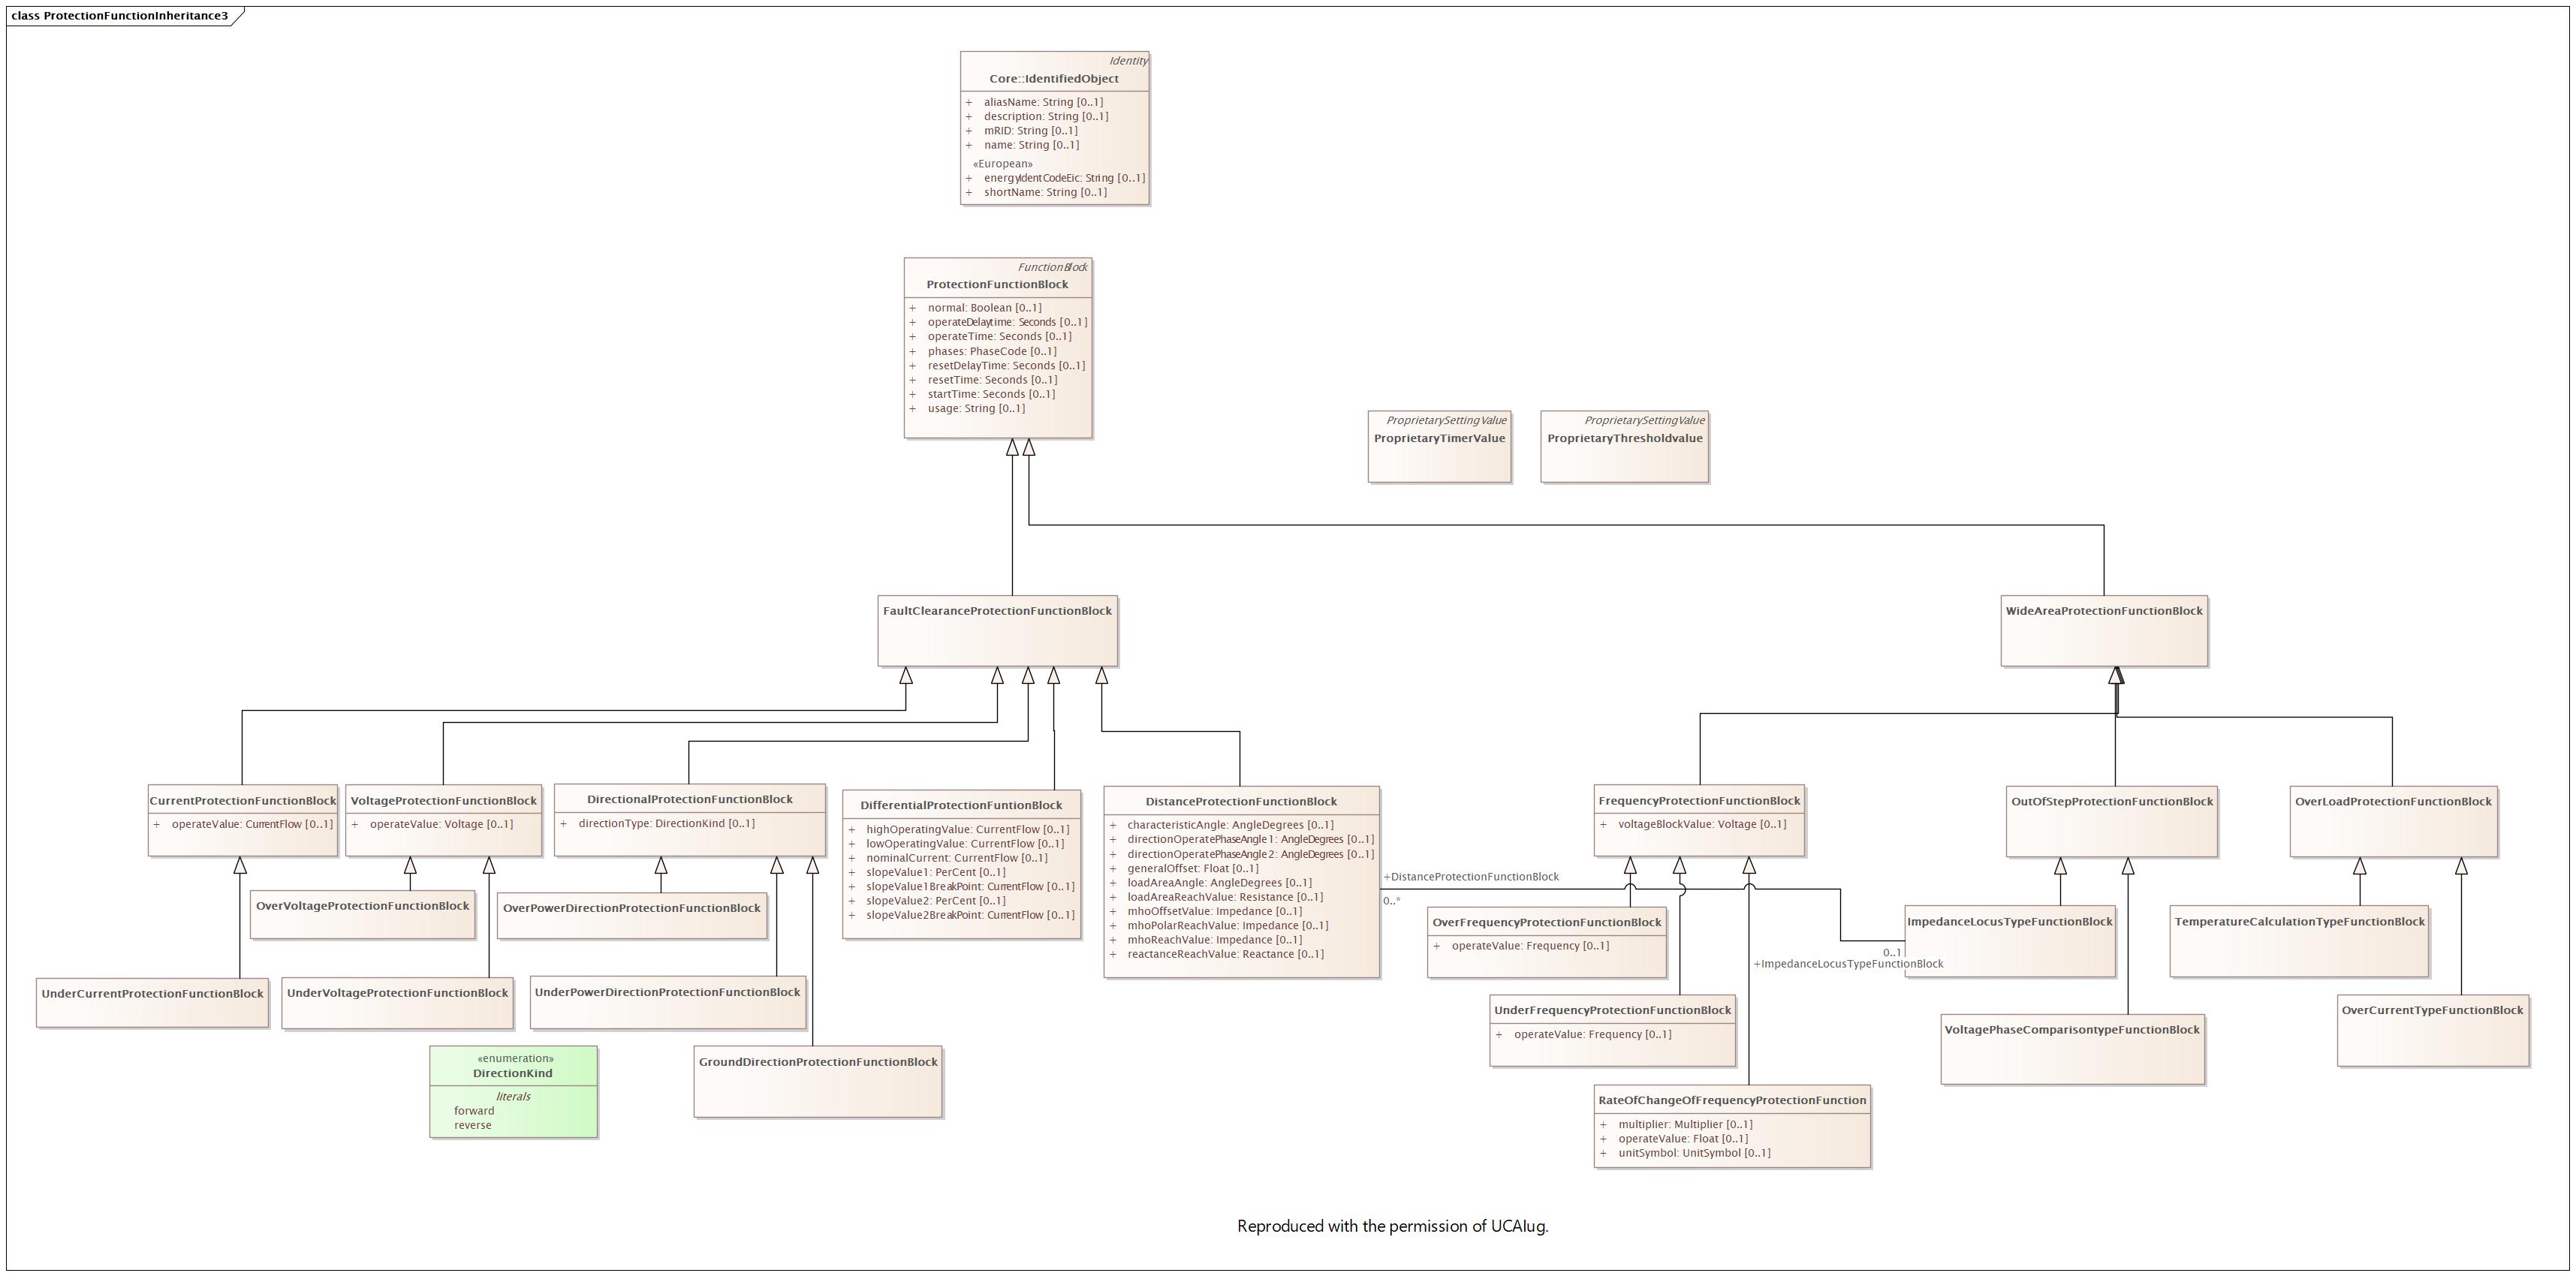 class ProtectionFunctionInheritance3
Identity
Core::IdentifiedObject
+ aliasName: String [0..1]
+ description: String [0..1]
+ mRID: String [0..1]
+ name: String [0..1]
«European»
+ energyIdentCodeEic: String [0..1]
+ shortName: String [0..1]
FunctionBlock
ProtectionFunctionBlock
+ normal: Boolean [0..1]
+ operateDelaytime: Seconds [0..1]
+ operateTime: Seconds [0..1]
+ phases: PhaseCode [0..1]
+ resetDelayTime: Seconds [0..1]
+ resetTime: Seconds [0..1]
+ startTime: Seconds [0..1]
+ usage: String [0..1]
ProprietarySettingValue
ProprietaryTimerValue
ProprietarySettingValue
ProprietaryThresholdvalue
FaultClearanceProtectionFunctionBlock
WideAreaProtectionFunctionBlock
CurrentProtectionFunctionBlock
+ operateValue: CurrentFlow [0..1]
VoltageProtectionFunctionBlock
+ operateValue: Voltage [0..1]
DirectionalProtectionFunctionBlock
+ directionType: DirectionKind [0..1]
DifferentialProtectionFuntionBlock
+ highOperatingValue: CurrentFlow [0..1]
+ lowOperatingValue: CurrentFlow [0..1]
+ nominalCurrent: CurrentFlow [0..1]
+ slopeValue1: PerCent [0..1]
+ slopeValue1BreakPoint: CurrentFlow [0..1]
+ slopeValue2: PerCent [0..1]
+ slopeValue2BreakPoint: CurrentFlow [0..1]
DistanceProtectionFunctionBlock
+ characteristicAngle: AngleDegrees [0..1]
+ directionOperatePhaseAngle1: AngleDegrees [0..1]
+ directionOperatePhaseAngle2: AngleDegrees [0..1]
+ generalOffset: Float [0..1]
+ loadAreaAngle: AngleDegrees [0..1]
+ loadAreaReachValue: Resistance [0..1]
+ mhoOffsetValue: Impedance [0..1]
+ mhoPolarReachValue: Impedance [0..1]
+ mhoReachValue: Impedance [0..1]
+ reactanceReachValue: Reactance [0..1]
FrequencyProtectionFunctionBlock
+ voltageBlockValue: Voltage [0..1]
OutOfStepProtectionFunctionBlock
OverLoadProtectionFunctionBlock
+DistanceProtectionFunctionBlock
0..*
OverVoltageProtectionFunctionBlock
OverPowerDirectionProtectionFunctionBlock
OverFrequencyProtectionFunctionBlock
+ operateValue: Frequency [0..1]
ImpedanceLocusTypeFunctionBlock
0..1
+ImpedanceLocusTypeFunctionBlock
TemperatureCalculationTypeFunctionBlock
UnderCurrentProtectionFunctionBlock
UnderVoltageProtectionFunctionBlock
UnderPowerDirectionProtectionFunctionBlock
UnderFrequencyProtectionFunctionBlock
+ operateValue: Frequency [0..1]
VoltagePhaseComparisontypeFunctionBlock
OverCurrentTypeFunctionBlock
«enumeration»
DirectionKind
literals
forward
reverse
GroundDirectionProtectionFunctionBlock
RateOfChangeOfFrequencyProtectionFunction
+ multiplier: Multiplier [0..1]
+ operateValue: Float [0..1]
+ unitSymbol: UnitSymbol [0..1]
Reproduced with the permission of UCAIug.